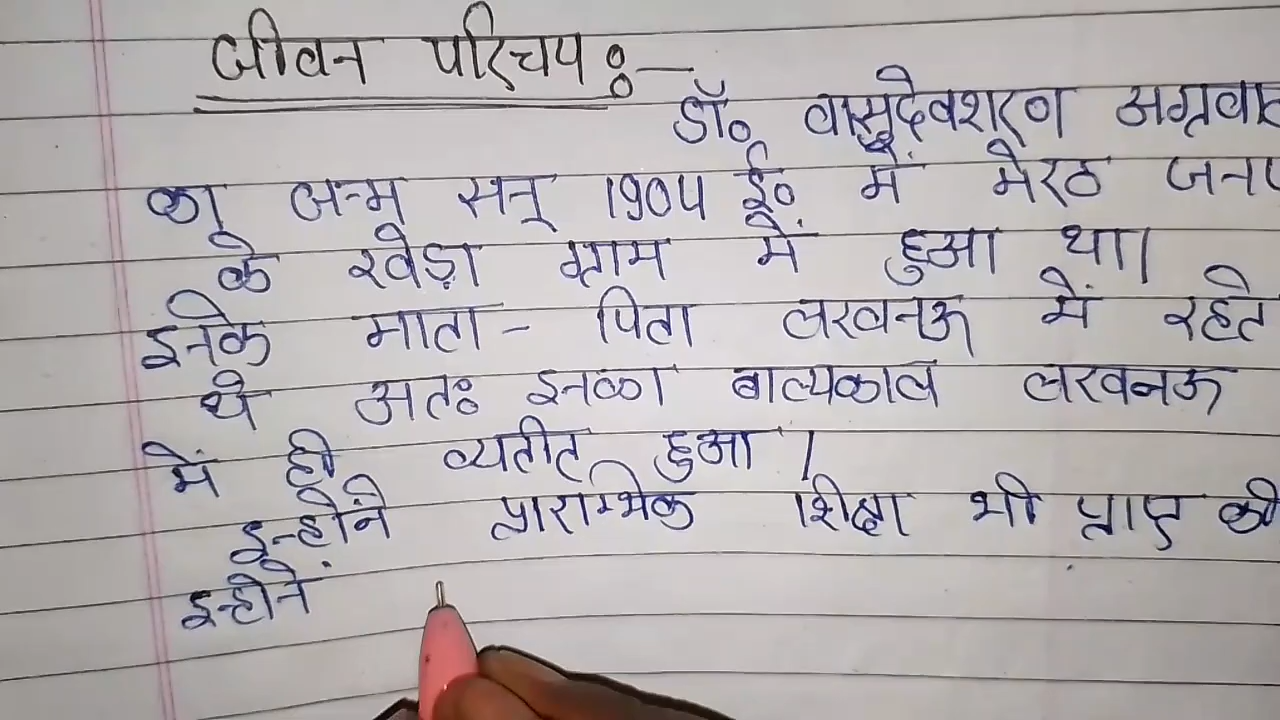 जीवन परिचय :—
डॉ० वासुदेवशरण अग्रवाल
का जन्म सन् 1904 ई० में मेरठ जनप
के खेड़ा ग्राम में हुआ था।
इनके माता - पिता लखनऊ में रहते
थे अतः इनका बाल्यकाल लखनऊ
में ही व्यतीत हुआ।
इन्होंने प्रारम्भिक शिक्षा भी प्राप्त की
इन्होनें